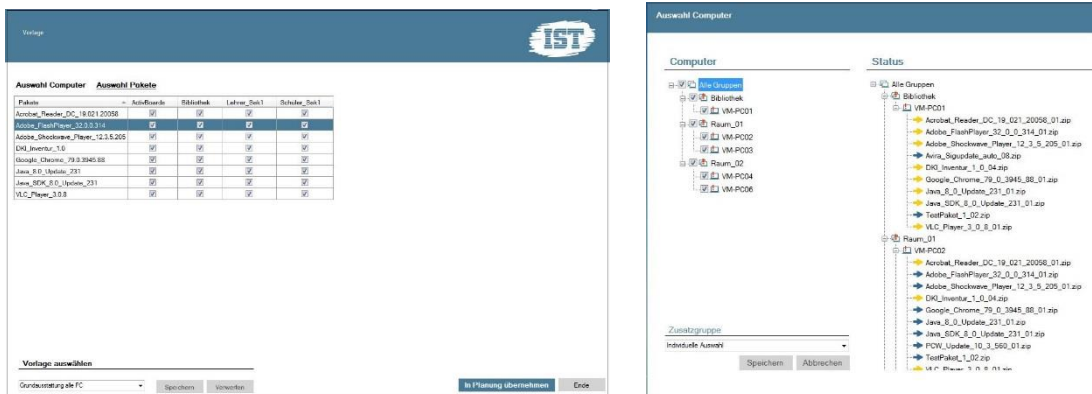 Vorlage
IST
Auswahl Computer Auswahl Pakete
Pakete ActivBoards Bibliothek Lehrer_Sek1 Schüler_Sek1
Acrobat_Reader_DC_19.021.20058
Adobe_FlashPlayer_32.0.0.314
Adobe_Shockwave_Player_12.3.5.205
DKI_Inventur_1.0
Google_Chrome_79.0.3945.88
Java_8.0_Update_231
Java_SDK_8.0_Update_231
VLC_Player_3.0.8
Vorlage auswählen
Grundausstattung alle PC
Speichern Verwerfen
In Planung übernehmen Ende
Auswahl Computer
Computer
Alle Gruppen
Bibliothek
VM-PC01
Raum_01
VM-PC02
VM-PC03
Raum_02
VM-PC04
VM-PC06
Zusatzgruppe
Individuelle Auswahl
Speichern Abbrechen
Status
Alle Gruppen
Bibliothek
VM-PC01
Acrobat_Reader_DC_19_021_20058_01.zip
Adobe_FlashPlayer_32_0_0_314_01.zip
Adobe_Shockwave_Player_12_3_5_205_01.zip
Avira_Sigupdate_auto_08.zip
DKI_Inventur_1_0_04.zip
Google_Chrome_79_0_3945_88_01.zip
Java_8_0_Update_231_01.zip
Java_SDK_8_0_Update_231_01.zip
TestPaket_1_02.zip
VLC_Player_3_0_8_01.zip
Raum_01
VM-PC02
Acrobat_Reader_DC_19_021_20058_01.zip
Adobe_FlashPlayer_32_0_0_314_01.zip
Adobe_Shockwave_Player_12_3_5_205_01.zip
DKI_Inventur_1_0_04.zip
Google_Chrome_79_0_3945_88_01.zip
Java_8_0_Update_231_01.zip
Java_SDK_8_0_Update_231_01.zip
PCW_Update_10_3_560_01.zip
TestPaket_1_02.zip
VLC_Player_3_0_8_01.zip